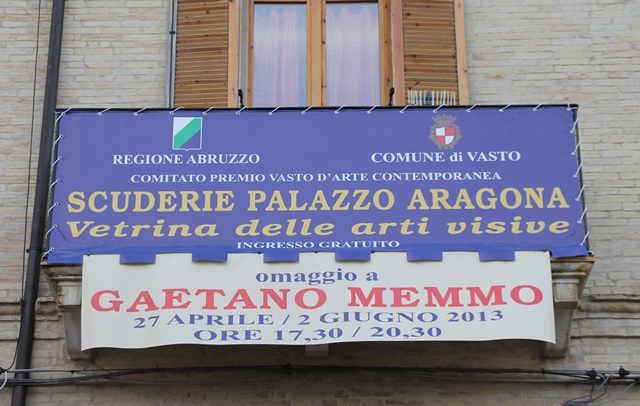 REGIONE ABRUZZO
COMUNE di VASTO
COMITATO PREMIO VASTO D'ARTE CONTEMPORANEA
SCUDERIE PALAZZO ARAGONA
Vetrina delle arti visive
INGRESSO GRATUITO
omaggio a
GAETANO MEMMO
27 APRILE / 2 GIUGNO 2013
ORE 17,30 / 20,30